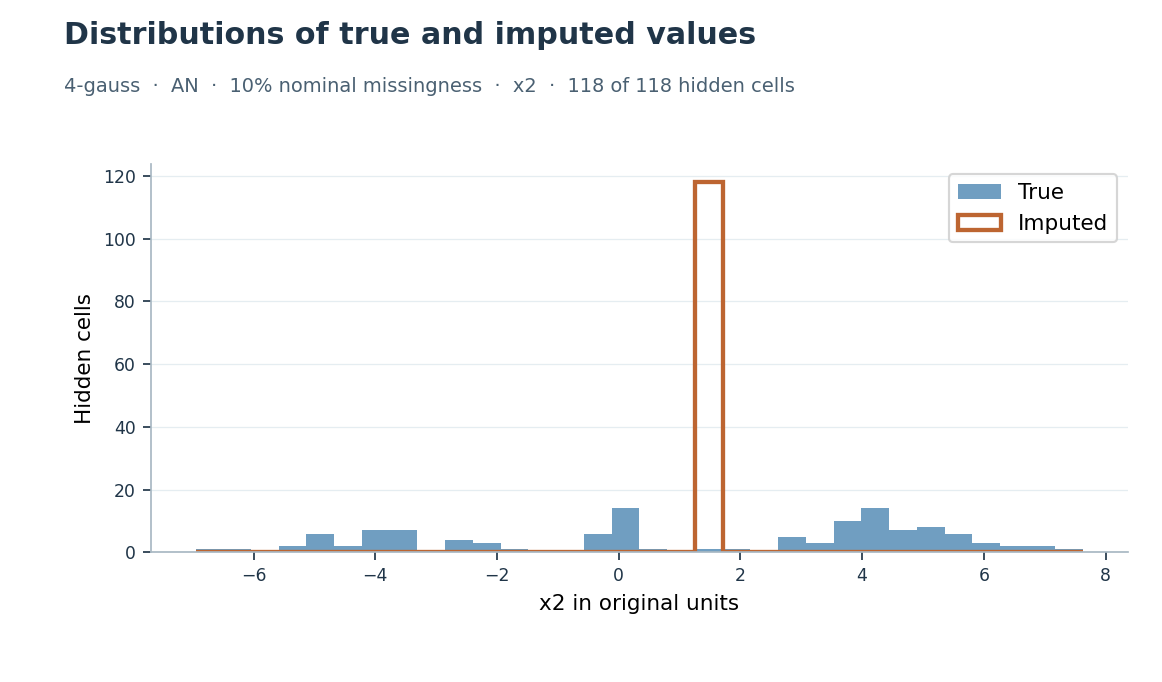 Distributions of true and imputed values
4-gauss · AN · 10% nominal missingness · x2 · 118 of 118 hidden cells
120
100
80
60
40
20
0
Hidden cells
True
Imputed
−6 −4 −2 0 2 4 6 8
x2 in original units